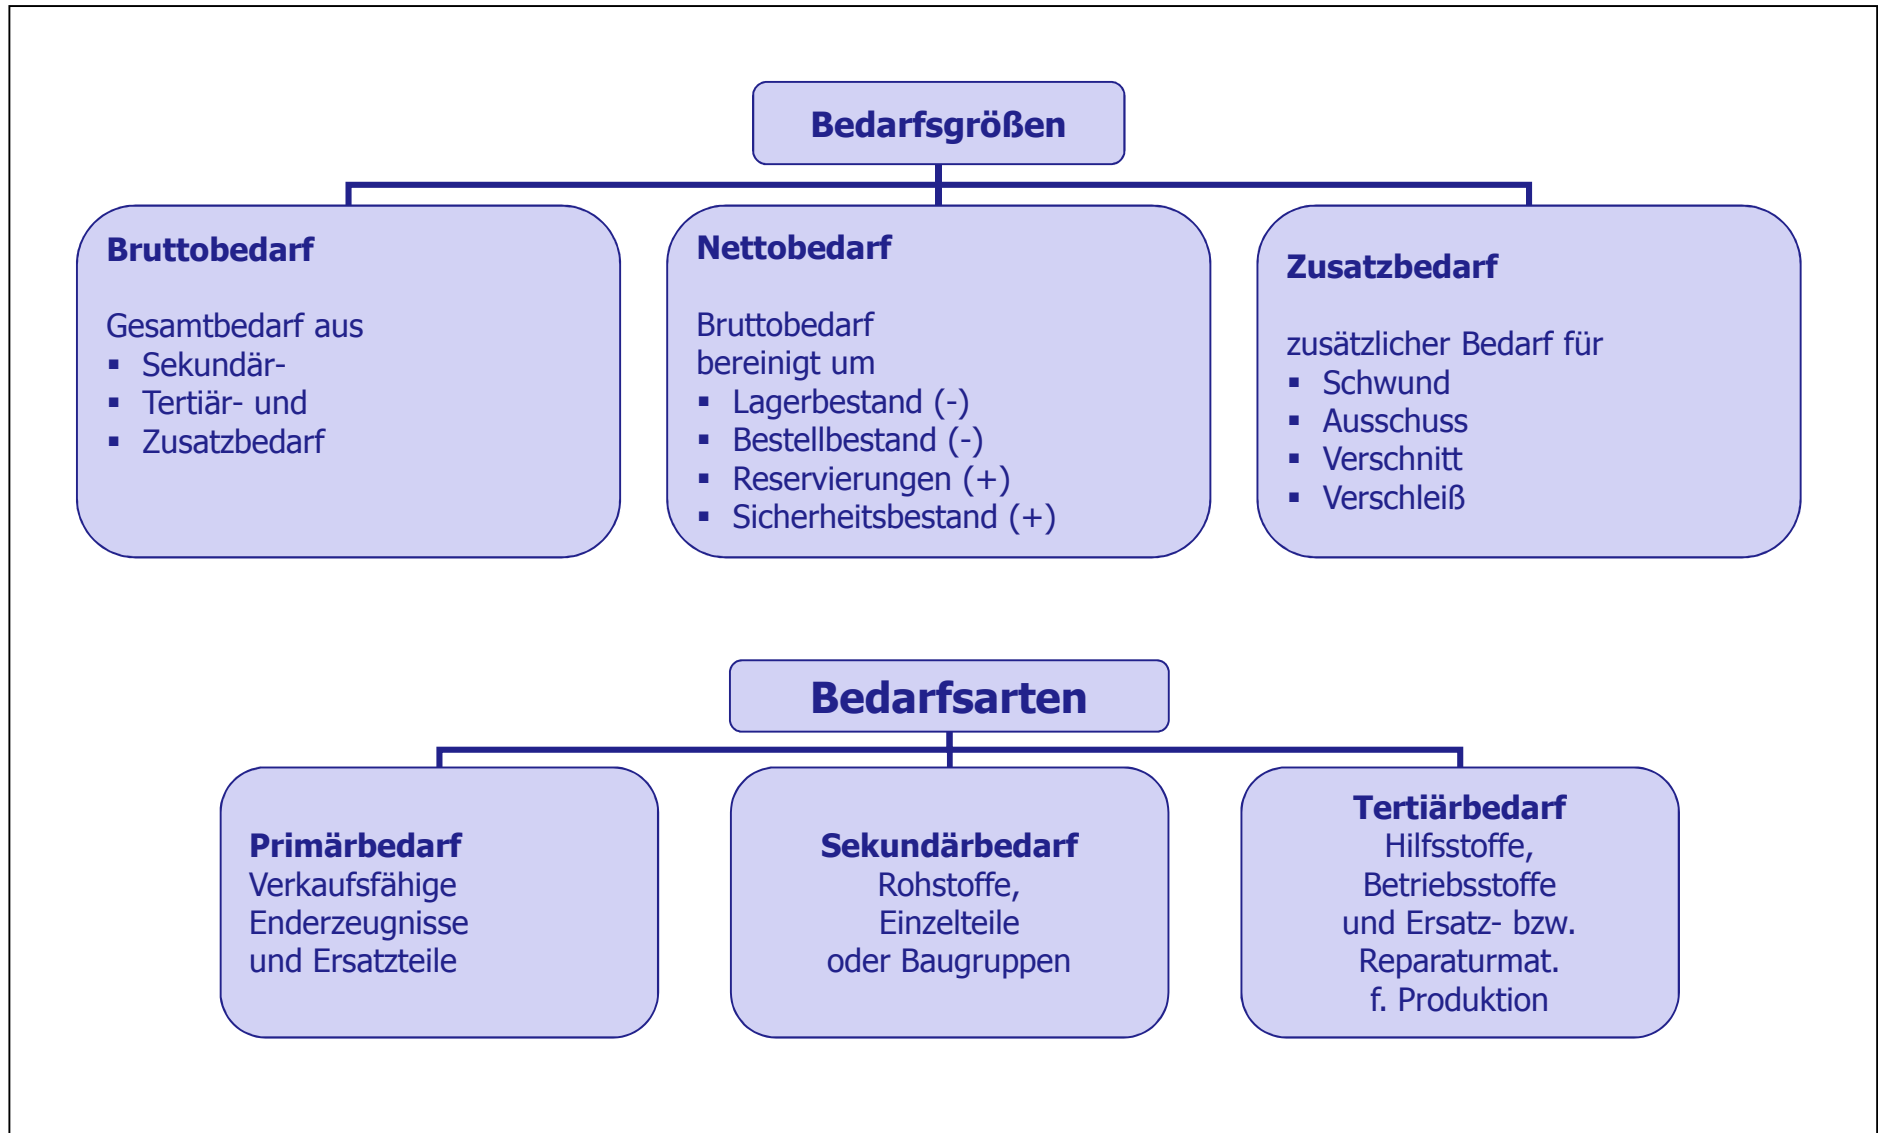 Bedarfsgrößen
Bruttobedarf
Gesamtbedarf aus
▪ Sekundär-
▪ Tertiär- und
▪ Zusatzbedarf
Nettobedarf
Bruttobedarf
bereinigt um
▪ Lagerbestand (-)
▪ Bestellbestand (-)
▪ Reservierungen (+)
▪ Sicherheitsbestand (+)
Zusatzbedarf
zusätzlicher Bedarf für
▪ Schwund
▪ Ausschuss
▪ Verschnitt
▪ Verschleiß
Bedarfsarten
Primärbedarf
Verkaufsfähige
Enderzeugnisse
und Ersatzteile
Sekundärbedarf
Rohstoffe,
Einzelteile
oder Baugruppen
Tertiärbedarf
Hilfsstoffe,
Betriebsstoffe
und Ersatz- bzw.
Reparaturmat.
f. Produktion